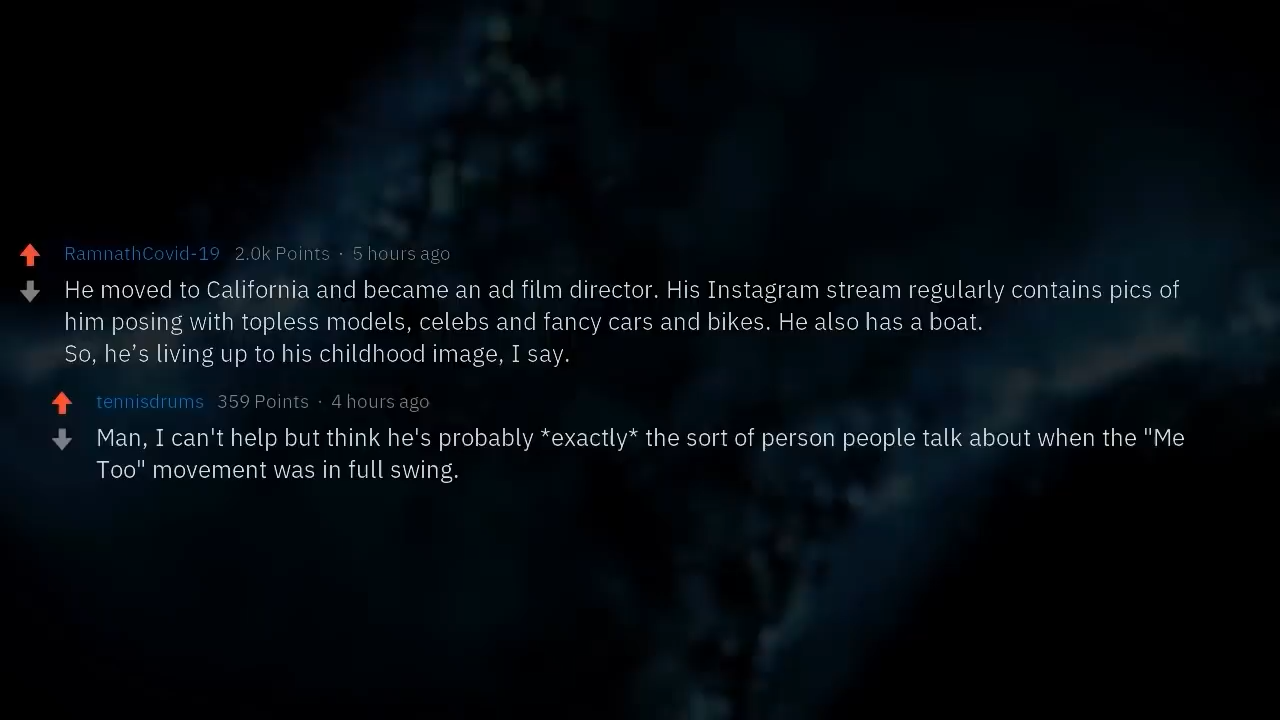 RamnathCovid-19 2.0k Points · 5 hours ago
He moved to California and became an ad film director. His Instagram stream regularly contains pics of
him posing with topless models, celebs and fancy cars and bikes. He also has a boat.
So, he’s living up to his childhood image, I say.
tennisdrums 359 Points · 4 hours ago
Man, I can't help but think he's probably *exactly* the sort of person people talk about when the "Me
Too" movement was in full swing.